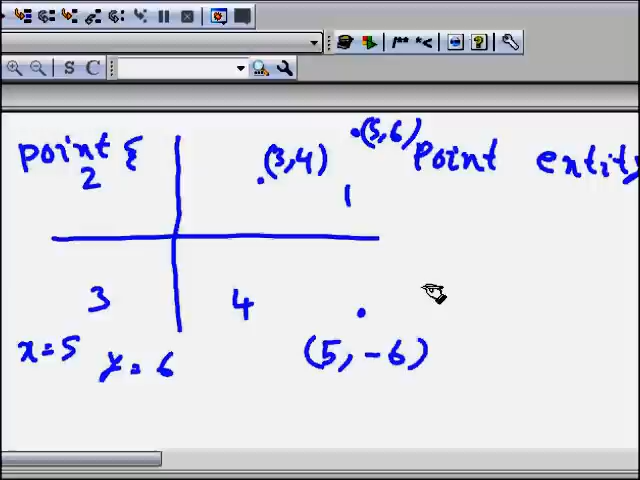 S C
/** *<
.(5,6)
point { .(3,4) Point entity
2 1
3 4 .
x=5 y=6 (5,-6)